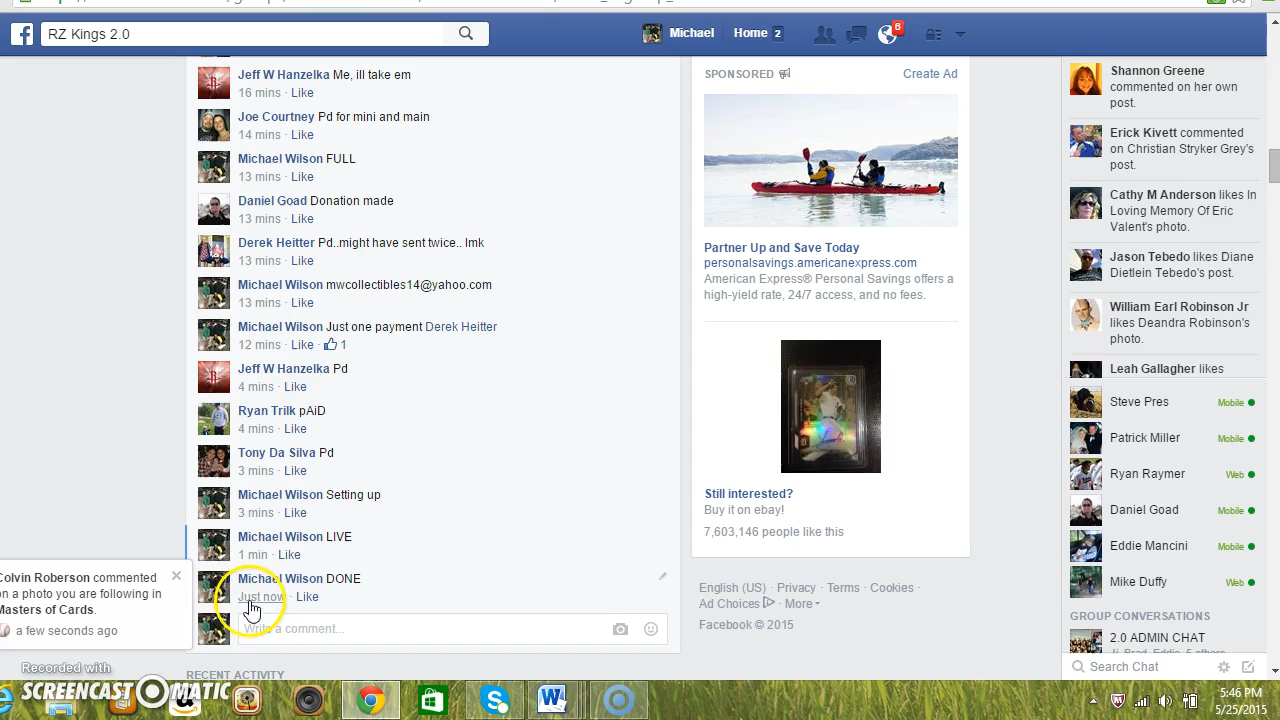 RZ Kings 2.0
Michael
Home 2
8
Jeff W Hanzelka Me, ill take em
16 mins · Like
Joe Courtney Pd for mini and main
14 mins · Like
Michael Wilson FULL
13 mins · Like
Daniel Goad Donation made
13 mins · Like
Derek Heitter Pd..might have sent twice.. lmk
13 mins · Like
Michael Wilson mwcollectibles14@yahoo.com
13 mins · Like
Michael Wilson Just one payment Derek Heitter
12 mins · Like · 1
Jeff W Hanzelka Pd
4 mins · Like
Ryan Trilk pAiD
4 mins · Like
Tony Da Silva Pd
3 mins · Like
Michael Wilson Setting up
3 mins · Like
Michael Wilson LIVE
1 min · Like
Michael Wilson DONE
Just now · Like
Write a comment...
RECENT ACTIVITY
Colvin Roberson commented
on a photo you are following in
Masters of Cards.
a few seconds ago
SPONSORED
Create Ad
Partner Up and Save Today
personalsavings.americanexpress.com
American Express® Personal Savings offers a
high-yield rate, 24/7 access, and no fees.
Still interested?
Buy it on ebay!
7,603,146 people like this
English (US) · Privacy · Terms · Cookies ·
Ad Choices · More
Facebook © 2015
Shannon Greene
commented on her own
post.
Erick Kivett commented
on Christian Stryker Grey's
post.
Cathy M Anderson likes In
Loving Memory Of Eric
Valent's photo.
Jason Tebedo likes Diane
Dietlein Tebedo's post.
William Earl Robinson Jr
likes Deandra Robinson's
photo.
Leah Gallagher likes
Steve Pres Mobile
Patrick Miller Mobile
Ryan Raymer Web
Daniel Goad Mobile
Eddie Mancini Mobile
Mike Duffy Web
GROUP CONVERSATIONS
2.0 ADMIN CHAT
Search Chat
Recorded with
SCREENCAST-O-MATIC
5:46 PM
5/25/2015